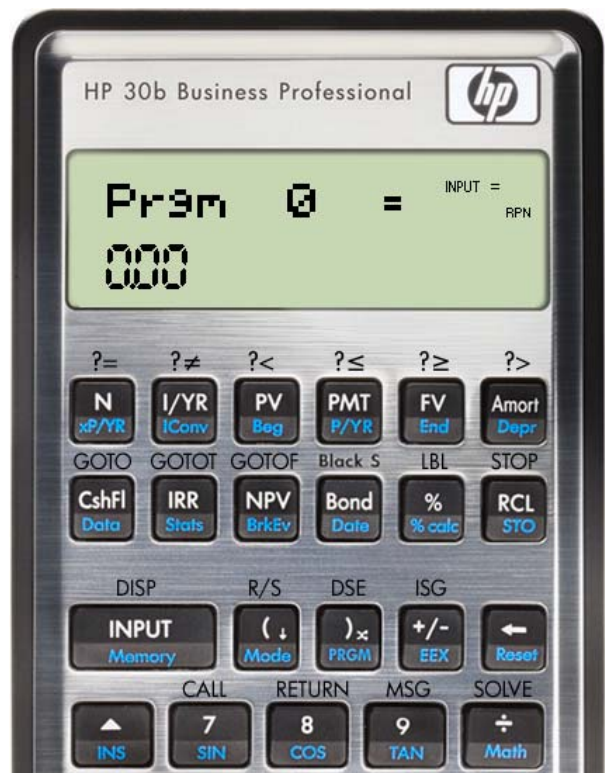 HP 30b Business Professional
hp
Prgm 0 =
INPUT =
RPN
0.00
?= ?≠ ?< ?≤ ?≥ ?>
N I/YR PV PMT FV Amort
xP/YR IConv Beg P/YR End Depr
GOTO GOTOT GOTOF Black S LBL STOP
CshFl IRR NPV Bond % RCL
Data Stats BrkEv Date % calc STO
DISP R/S DSE ISG
INPUT ( ↓ )x +/- ←
Memory Mode PRGM EEX Reset
CALL RETURN MSG SOLVE
▲ 7 8 9 ÷
INS SIN COS TAN Math